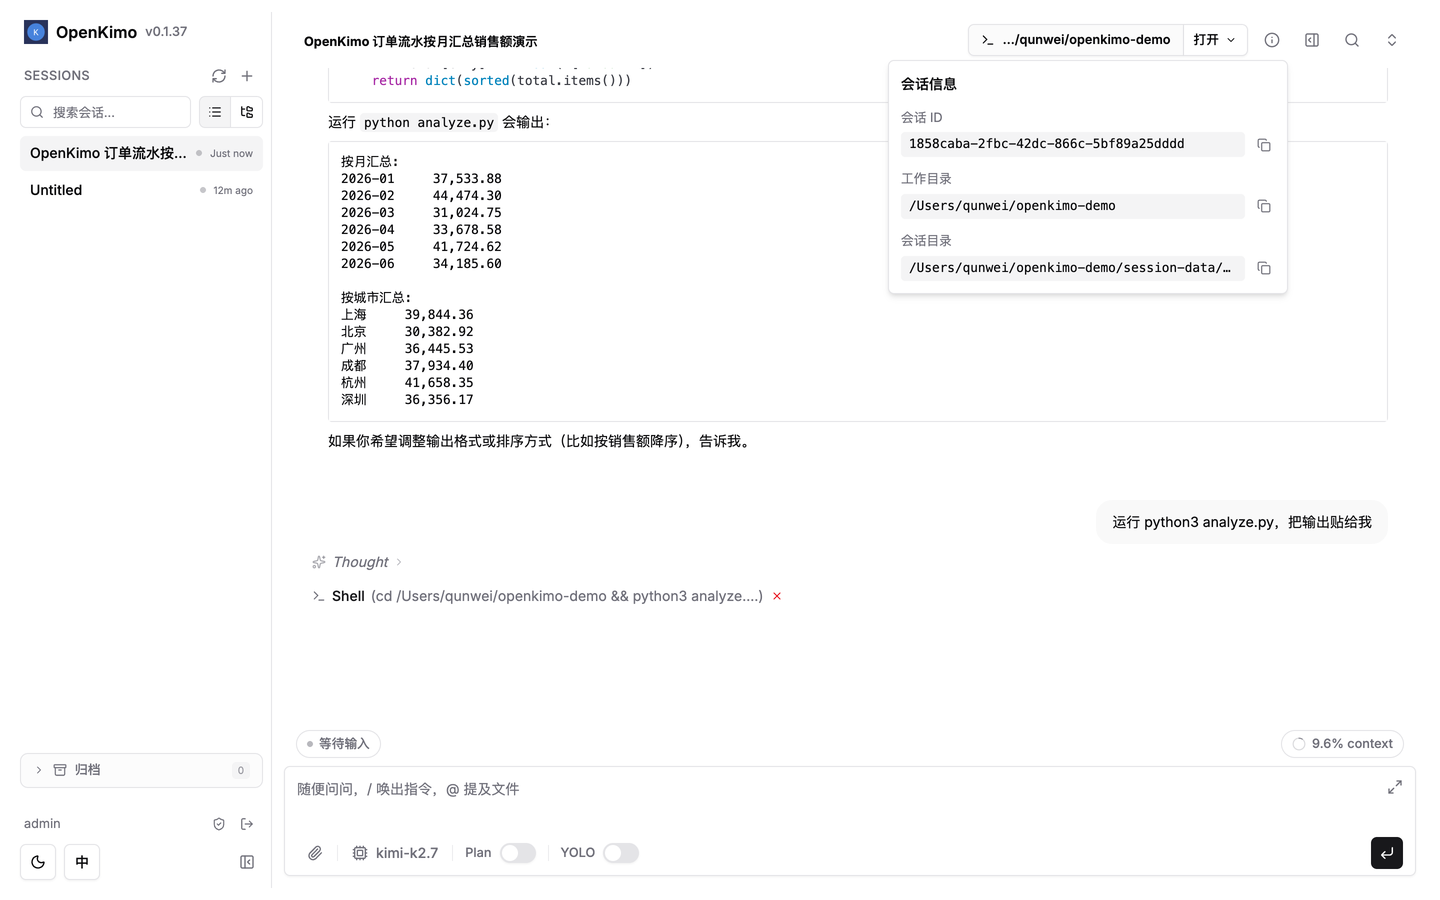 OpenKimo v0.1.37
SESSIONS
搜索会话...
OpenKimo 订单流水按... Just now
Untitled 12m ago
归档 0
admin
中
OpenKimo 订单流水按月汇总销售额演示
.../qunwei/openkimo-demo 打开
return dict(sorted(total.items()))
运行 python analyze.py 会输出：
按月汇总:
2026-01 37,533.88
2026-02 44,474.30
2026-03 31,024.75
2026-04 33,678.58
2026-05 41,724.62
2026-06 34,185.60
按城市汇总:
上海 39,844.36
北京 30,382.92
广州 36,445.53
成都 37,934.40
杭州 41,658.35
深圳 36,356.17
如果你希望调整输出格式或排序方式（比如按销售额降序），告诉我。
会话信息
会话 ID
1858caba-2fbc-42dc-866c-5bf89a25dddd
工作目录
/Users/qunwei/openkimo-demo
会话目录
/Users/qunwei/openkimo-demo/session-data/…
运行 python3 analyze.py，把输出贴给我
Thought
Shell (cd /Users/qunwei/openkimo-demo && python3 analyze....)
等待输入
9.6% context
随便问问，/ 唤出指令，@ 提及文件
kimi-k2.7 Plan YOLO